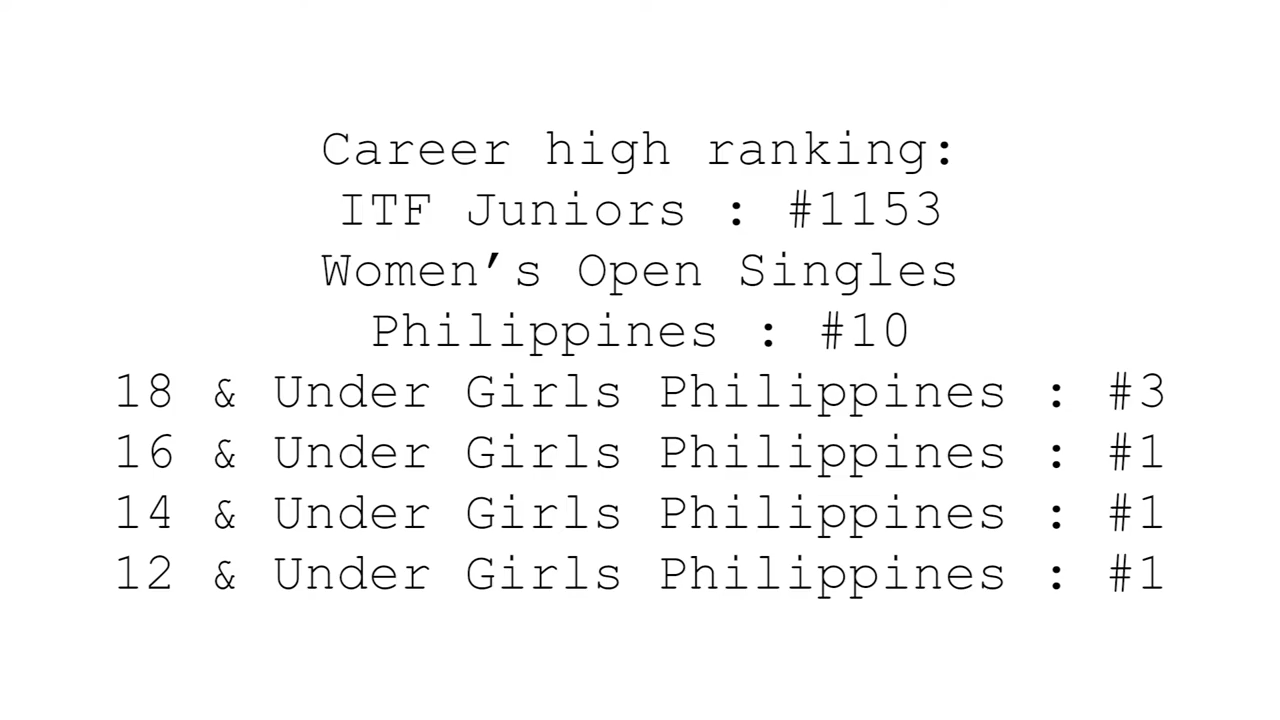 Career high ranking:
ITF Juniors : #1153
Women’s Open Singles
Philippines : #10
18 & Under Girls Philippines : #3
16 & Under Girls Philippines : #1
14 & Under Girls Philippines : #1
12 & Under Girls Philippines : #1